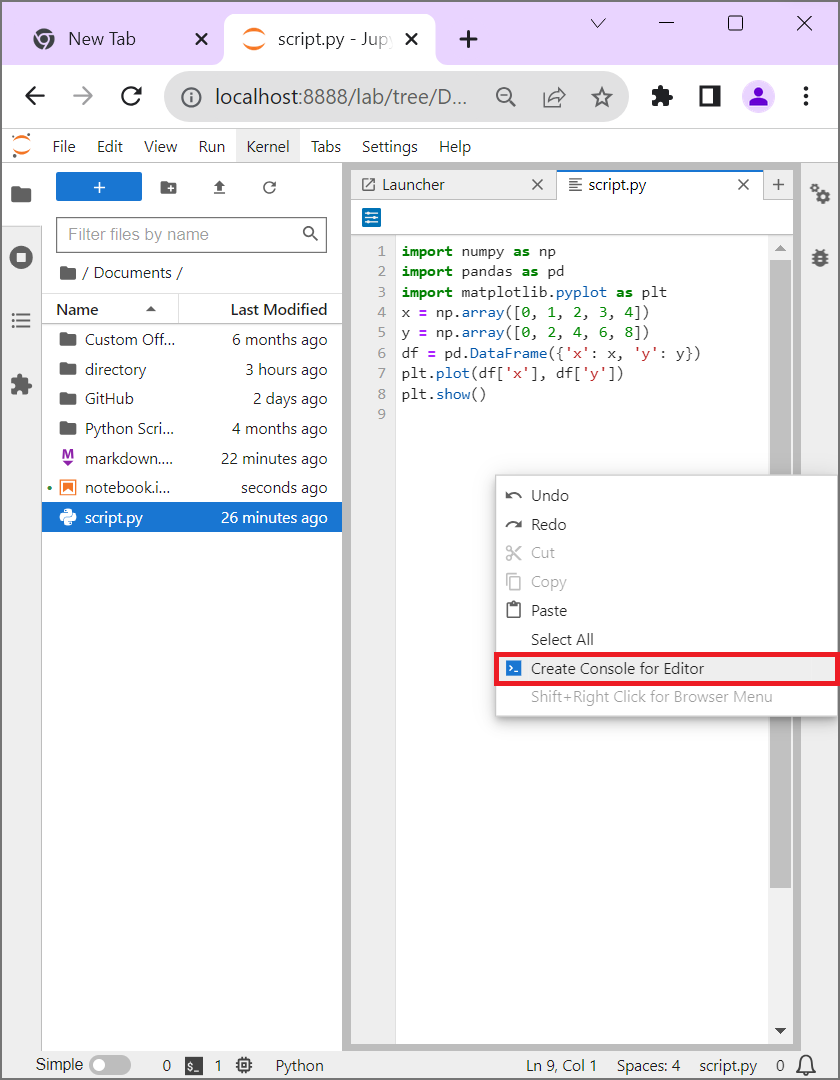 New Tab
script.py - Jupy
localhost:8888/lab/tree/D...
File Edit View Run Kernel Tabs Settings Help
+
Filter files by name
/ Documents /
Name Last Modified
Custom Off... 6 months ago
directory 3 hours ago
GitHub 2 days ago
Python Scri... 4 months ago
markdown.... 22 minutes ago
notebook.i... seconds ago
script.py 26 minutes ago
Launcher
script.py
1 import numpy as np
2 import pandas as pd
3 import matplotlib.pyplot as plt
4 x = np.array([0, 1, 2, 3, 4])
5 y = np.array([0, 2, 4, 6, 8])
6 df = pd.DataFrame({'x': x, 'y': y})
7 plt.plot(df['x'], df['y'])
8 plt.show()
9
Undo
Redo
Cut
Copy
Paste
Select All
Create Console for Editor
Shift+Right Click for Browser Menu
Simple 0 $_ 1 Python Ln 9, Col 1 Spaces: 4 script.py 0